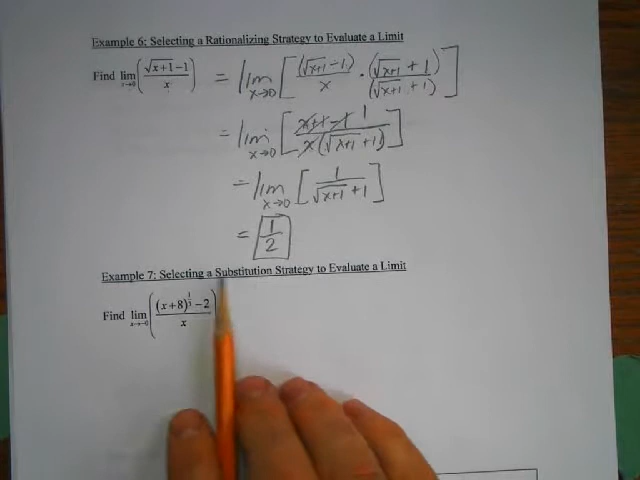 Example 6: Selecting a Rationalizing Strategy to Evaluate a Limit
Find lim x→0 ( (√x+1 − 1) / x ) = lim x→0 [ (√x+1 − 1) / x · (√x+1 + 1) / (√x+1 + 1) ]
= lim x→0 [ x+1−1 1 / x(√x+1 + 1) ]
= lim x→0 [ 1 / √x+1 + 1 ]
= 1/2
Example 7: Selecting a Substitution Strategy to Evaluate a Limit
Find lim x→0 ( ((x+8)^(1/3) − 2) / x )